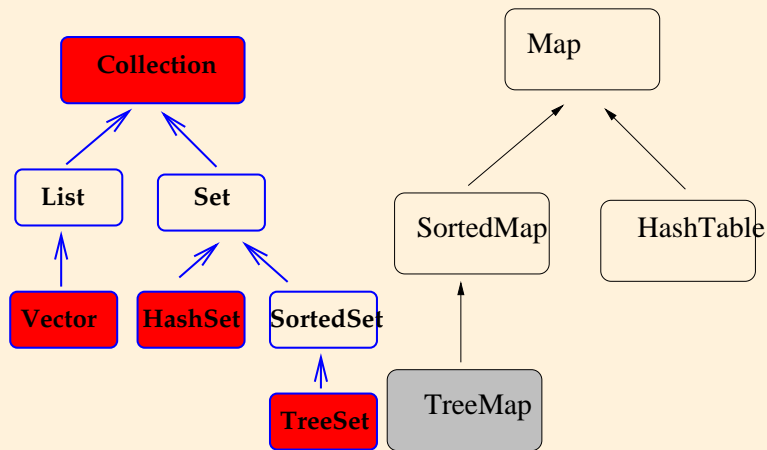 Collection
Map
List
Set
SortedMap
HashTable
Vector
HashSet
SortedSet
TreeSet
TreeMap